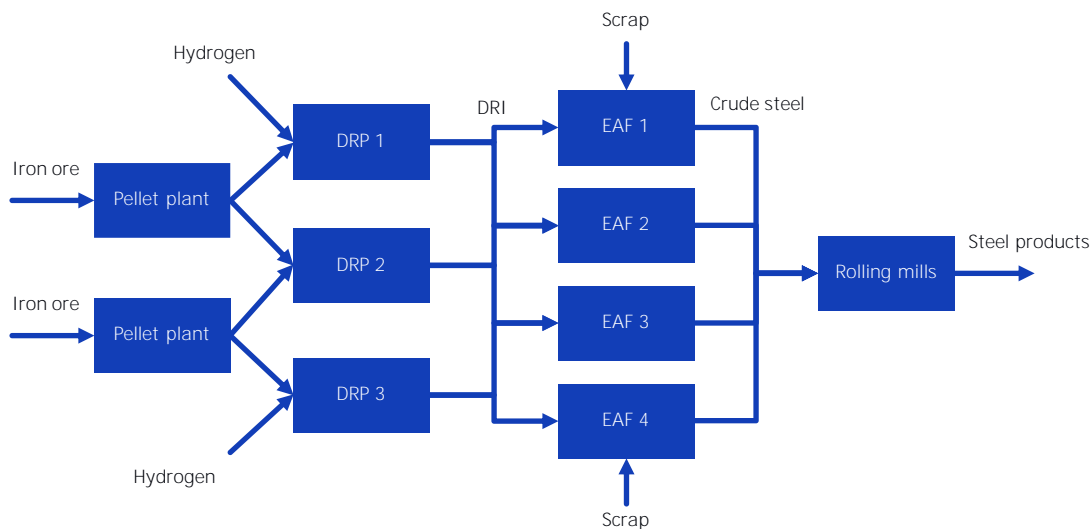 Scrap
Hydrogen
DRI
Crude steel
EAF 1
DRP 1
Iron ore
Pellet plant
EAF 2
DRP 2
Steel products
Rolling mills
Iron ore
Pellet plant
EAF 3
DRP 3
EAF 4
Hydrogen
Scrap